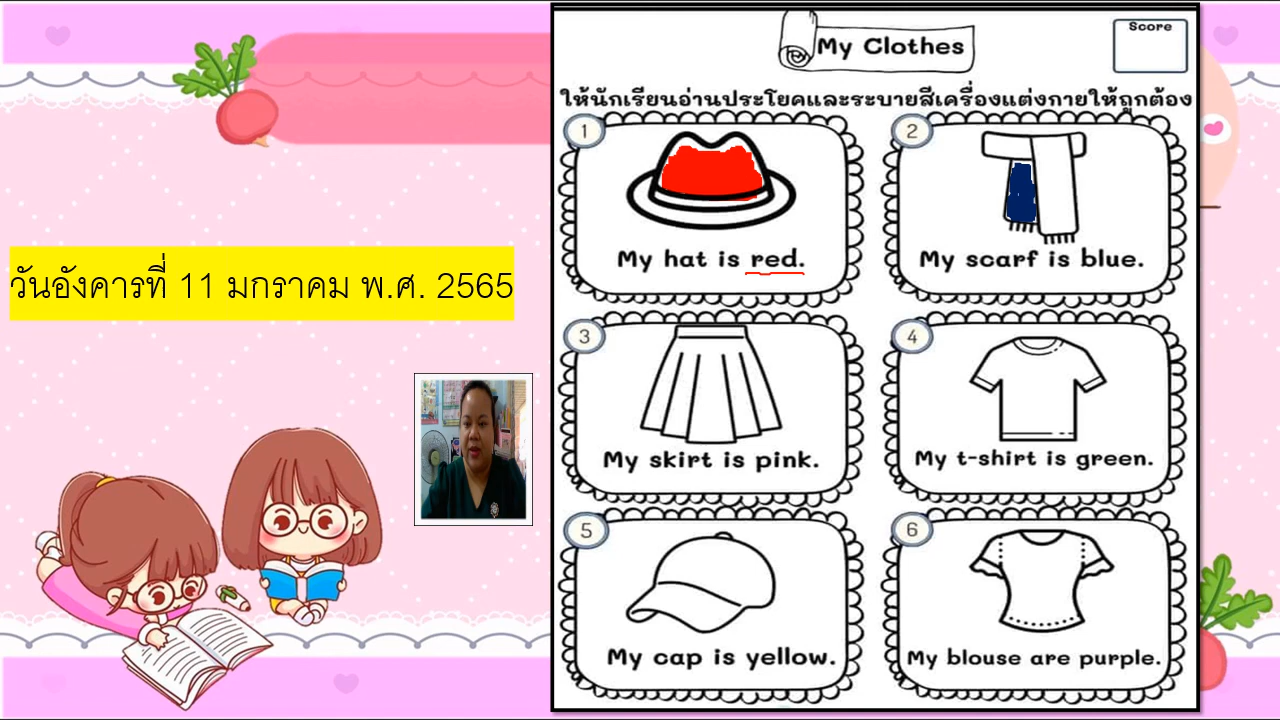 วันอังคารที่ 11 มกราคม พ.ศ. 2565
My Clothes
Score
ให้นักเรียนอ่านประโยคและระบายสีเครื่องแต่งกายให้ถูกต้อง
1
My hat is red.
2
My scarf is blue.
3
My skirt is pink.
4
My t-shirt is green.
5
My cap is yellow.
6
My blouse are purple.